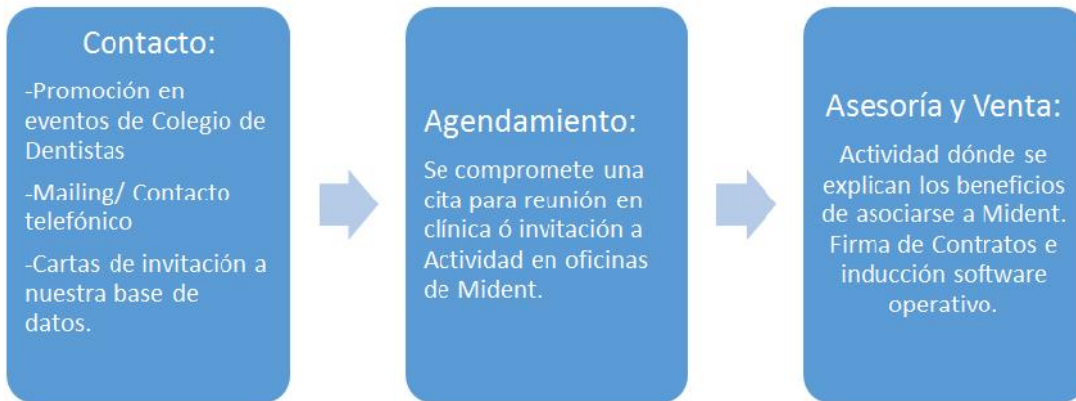 Contacto:
-Promoción en
eventos de Colegio de
Dentistas
-Mailing/ Contacto
telefónico
-Cartas de invitación a
nuestra base de
datos.
Agendamiento:
Se compromete una
cita para reunión en
clínica ó invitación a
Actividad en oficinas
de Mident.
Asesoría y Venta:
Actividad dónde se
explican los beneficios
de asociarse a Mident.
Firma de Contratos e
inducción software
operativo.